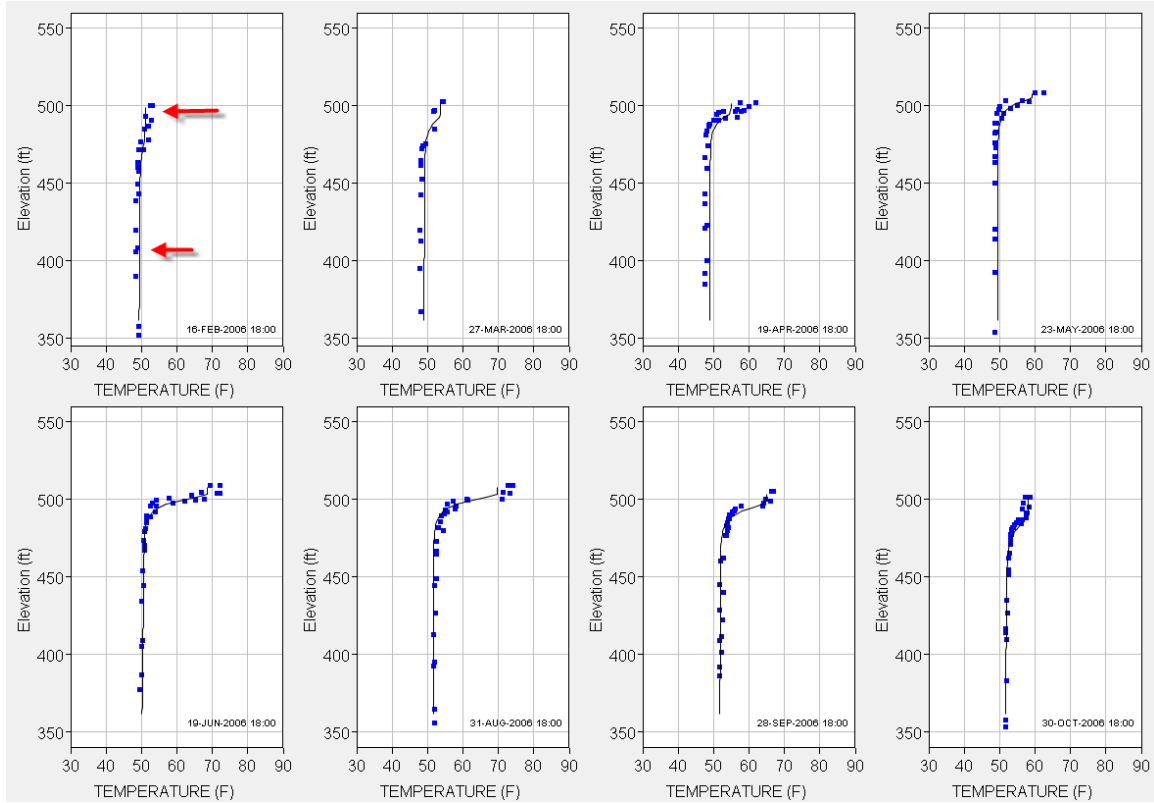 550
500
450
400
350
Elevation (ft)
16-FEB-2006 18:00
30 40 50 60 70 80 90
TEMPERATURE (F)
550
500
450
400
350
Elevation (ft)
27-MAR-2006 18:00
30 40 50 60 70 80 90
TEMPERATURE (F)
550
500
450
400
350
Elevation (ft)
19-APR-2006 18:00
30 40 50 60 70 80 90
TEMPERATURE (F)
550
500
450
400
350
Elevation (ft)
23-MAY-2006 18:00
30 40 50 60 70 80 90
TEMPERATURE (F)
550
500
450
400
350
Elevation (ft)
19-JUN-2006 18:00
30 40 50 60 70 80 90
TEMPERATURE (F)
550
500
450
400
350
Elevation (ft)
31-AUG-2006 18:00
30 40 50 60 70 80 90
TEMPERATURE (F)
550
500
450
400
350
Elevation (ft)
28-SEP-2006 18:00
30 40 50 60 70 80 90
TEMPERATURE (F)
550
500
450
400
350
Elevation (ft)
30-OCT-2006 18:00
30 40 50 60 70 80 90
TEMPERATURE (F)